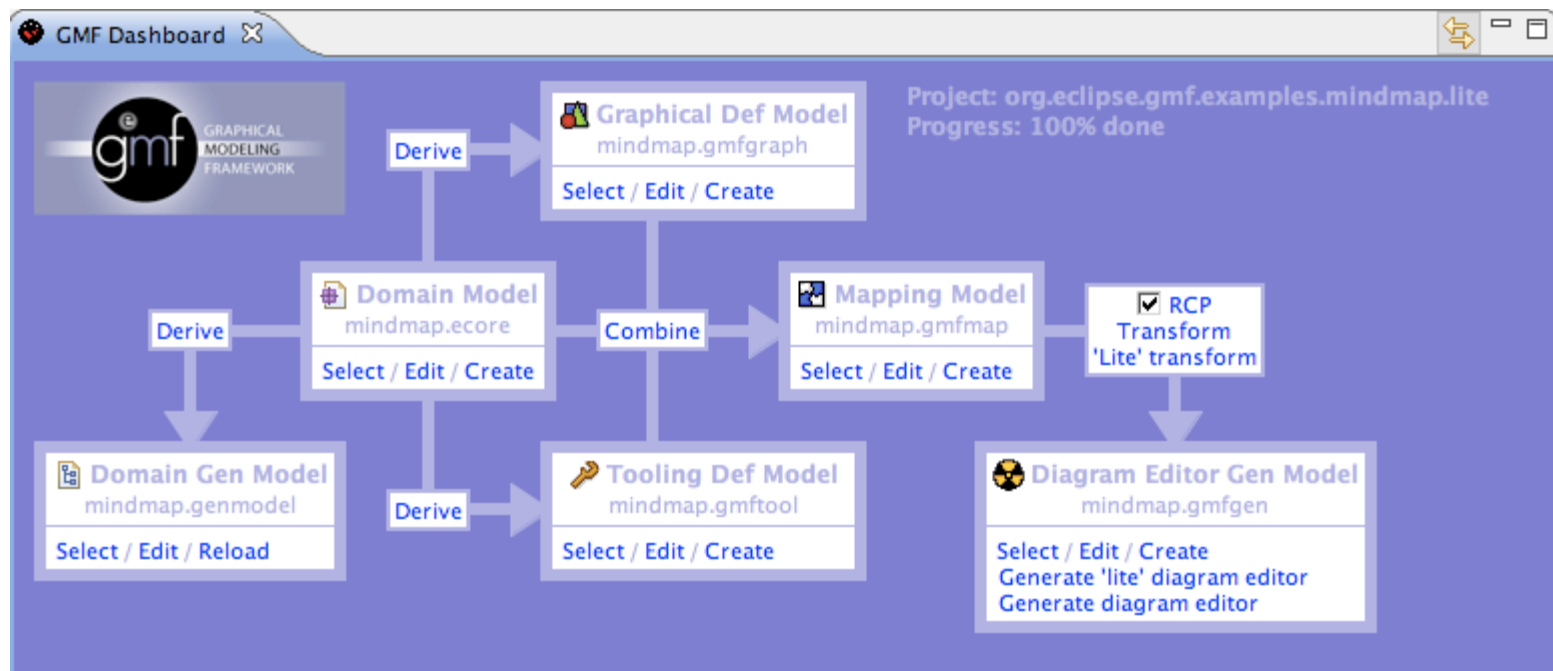 GMF Dashboard
e
gmf
GRAPHICAL
MODELING
FRAMEWORK
Project: org.eclipse.gmf.examples.mindmap.lite
Progress: 100% done
Derive
Graphical Def Model
mindmap.gmfgraph
Select / Edit / Create
Derive
Domain Model
mindmap.ecore
Select / Edit / Create
Combine
Mapping Model
mindmap.gmfmap
Select / Edit / Create
RCP
Transform
'Lite' transform
Domain Gen Model
mindmap.genmodel
Select / Edit / Reload
Derive
Tooling Def Model
mindmap.gmftool
Select / Edit / Create
Diagram Editor Gen Model
mindmap.gmfgen
Select / Edit / Create
Generate 'lite' diagram editor
Generate diagram editor